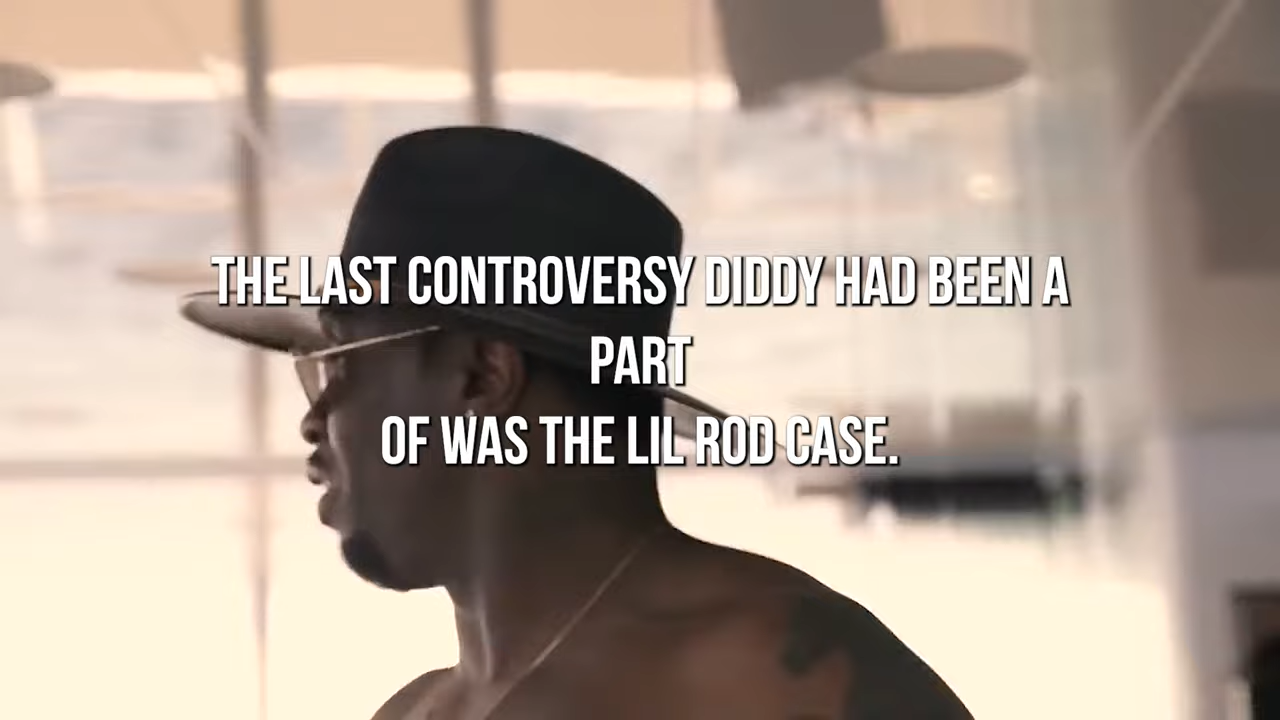 THE LAST CONTROVERSY DIDDY HAD BEEN A
PART
OF WAS THE LIL ROD CASE.